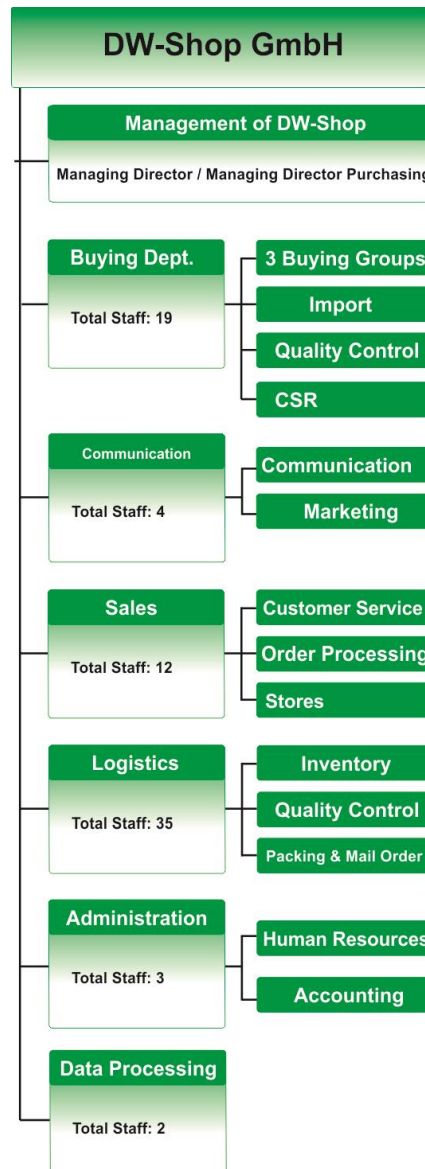 DW-Shop GmbH
Management of DW-Shop
Managing Director / Managing Director Purchasing
Buying Dept.
Total Staff: 19
3 Buying Groups
Import
Quality Control
CSR
Communication
Total Staff: 4
Communication
Marketing
Sales
Total Staff: 12
Customer Service
Order Processing
Stores
Logistics
Total Staff: 35
Inventory
Quality Control
Packing & Mail Order
Administration
Total Staff: 3
Human Resources
Accounting
Data Processing
Total Staff: 2